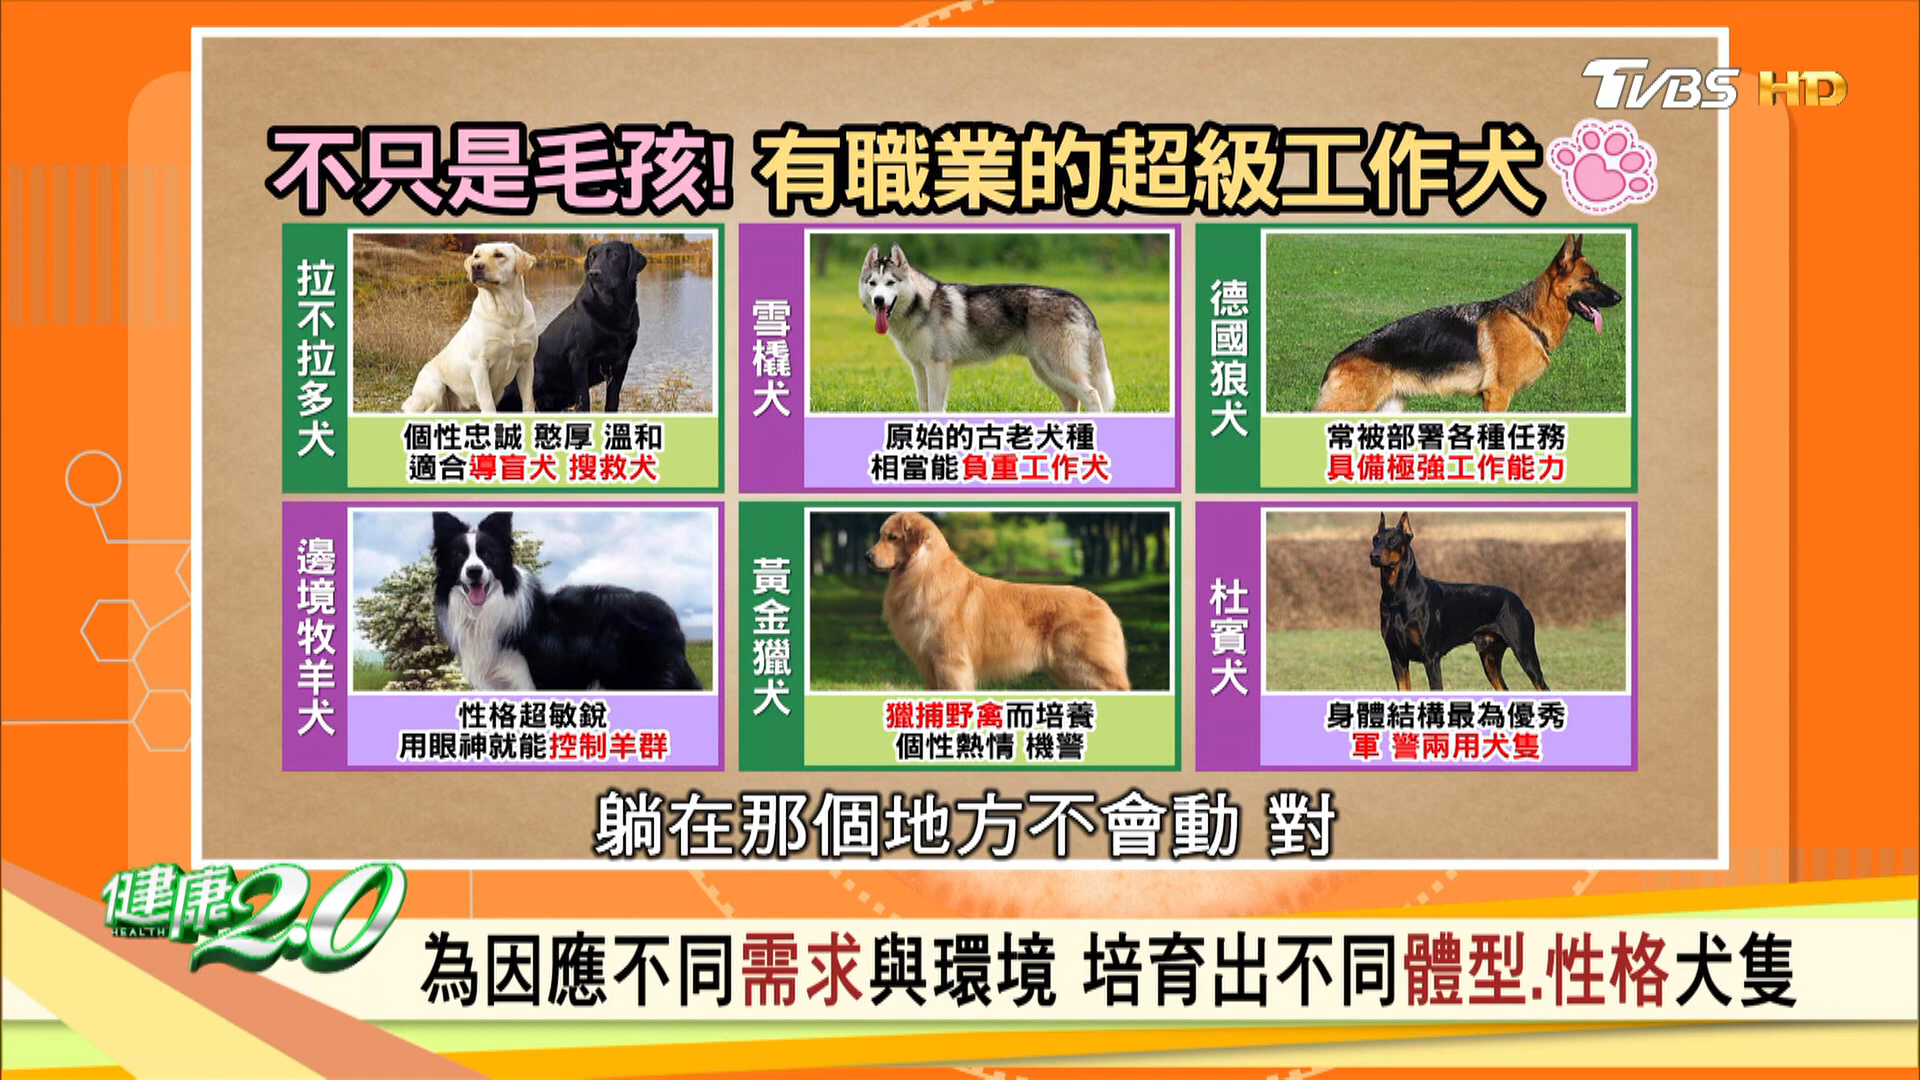 TVBS HD
不只是毛孩! 有職業的超級工作犬
拉不拉多犬
個性忠誠 憨厚 溫和
適合導盲犬 搜救犬
雪橇犬
原始的古老犬種
相當能負重工作犬
德國狼犬
常被部署各種任務
具備極強工作能力
邊境牧羊犬
性格超敏銳
用眼神就能控制羊群
黃金獵犬
獵捕野禽而培養
個性熱情 機警
杜賓犬
身體結構最為優秀
軍 警兩用犬隻
躺在那個地方不會動 對
健康2.0
HEALTH
為因應不同需求與環境 培育出不同體型.性格犬隻